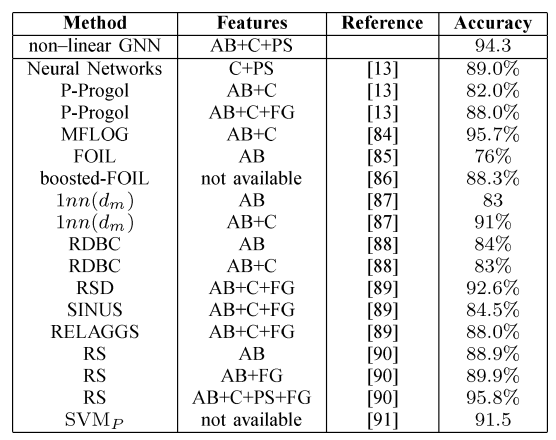 Method Features Reference Accuracy
non–linear GNN AB+C+PS 94.3
Neural Networks C+PS [13] 89.0%
P-Progol AB+C [13] 82.0%
P-Progol AB+C+FG [13] 88.0%
MFLOG AB+C [84] 95.7%
FOIL AB [85] 76%
boosted-FOIL not available [86] 88.3%
1nn(dm) AB [87] 83
1nn(dm) AB+C [87] 91%
RDBC AB [88] 84%
RDBC AB+C [88] 83%
RSD AB+C+FG [89] 92.6%
SINUS AB+C+FG [89] 84.5%
RELAGGS AB+C+FG [89] 88.0%
RS AB [90] 88.9%
RS AB+FG [90] 89.9%
RS AB+C+PS+FG [90] 95.8%
SVMP not available [91] 91.5